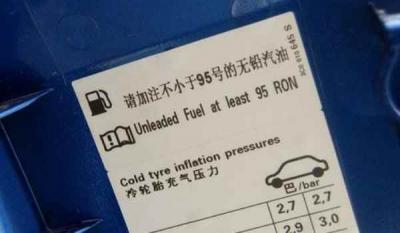 请加注不小于95号的无铅汽油
Unleaded Fuel at least 95 RON
Cold tyre inflation pressures
冷轮胎充气压力
巴/bar
2,7 2,7
2,9 3,0